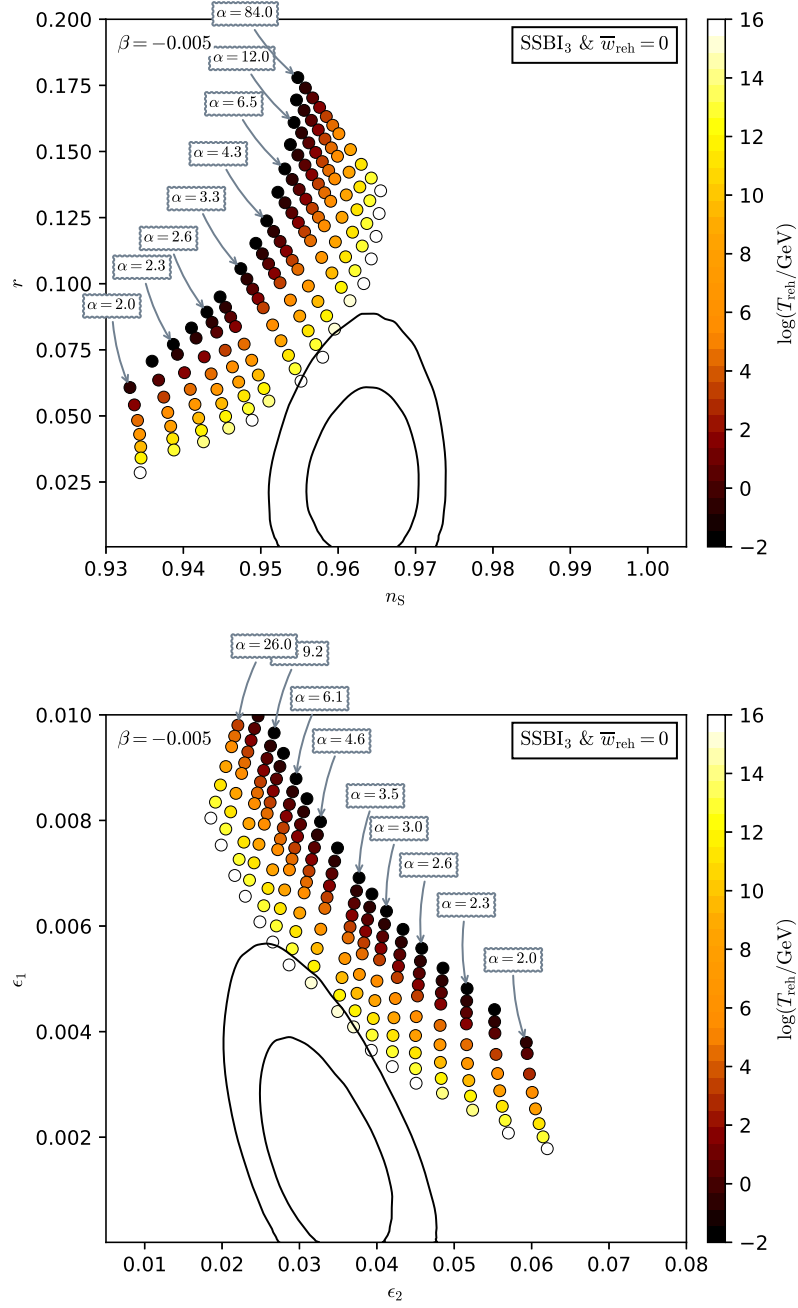 α = 84.0
0.200
β = −0.005
SSBI₃ & w̅_reh = 0
α = 12.0
0.175
α = 6.5
0.150
α = 4.3
0.125
α = 3.3
α = 2.6
0.100
α = 2.3
α = 2.0
0.075
0.050
0.025
r
0.93 0.94 0.95 0.96 0.97 0.98 0.99 1.00
n_S
16
14
12
10
8
6
4
2
0
−2
log(T_reh/GeV)
α = 26.0
9.2
α = 6.1
0.010
β = −0.005
SSBI₃ & w̅_reh = 0
α = 4.6
α = 3.5
0.008
α = 3.0
α = 2.6
α = 2.3
0.006
α = 2.0
0.004
0.002
ϵ₁
0.01 0.02 0.03 0.04 0.05 0.06 0.07 0.08
ϵ₂
16
14
12
10
8
6
4
2
0
−2
log(T_reh/GeV)